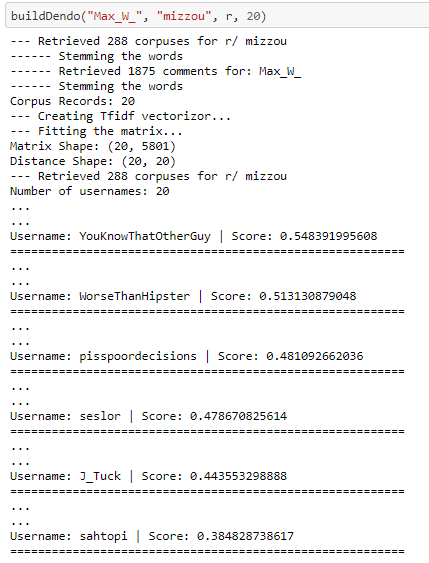 buildDendo("Max_W_", "mizzou", r, 20)
--- Retrieved 288 corpuses for r/ mizzou
------ Stemming the words
------ Retrieved 1875 comments for: Max_W_
------ Stemming the words
Corpus Records: 20
--- Creating Tfidf vectorizor...
--- Fitting the matrix...
Matrix Shape: (20, 5801)
Distance Shape: (20, 20)
--- Retrieved 288 corpuses for r/ mizzou
Number of usernames: 20
...
...
Username: YouKnowThatOtherGuy | Score: 0.548391995608
=========================================================
...
...
Username: WorseThanHipster | Score: 0.513130879048
=========================================================
...
...
Username: pisspoordecisions | Score: 0.481092662036
=========================================================
...
...
Username: seslor | Score: 0.478670825614
=========================================================
...
...
Username: J_Tuck | Score: 0.443553298888
=========================================================
...
...
Username: sahtopi | Score: 0.384828738617
=========================================================